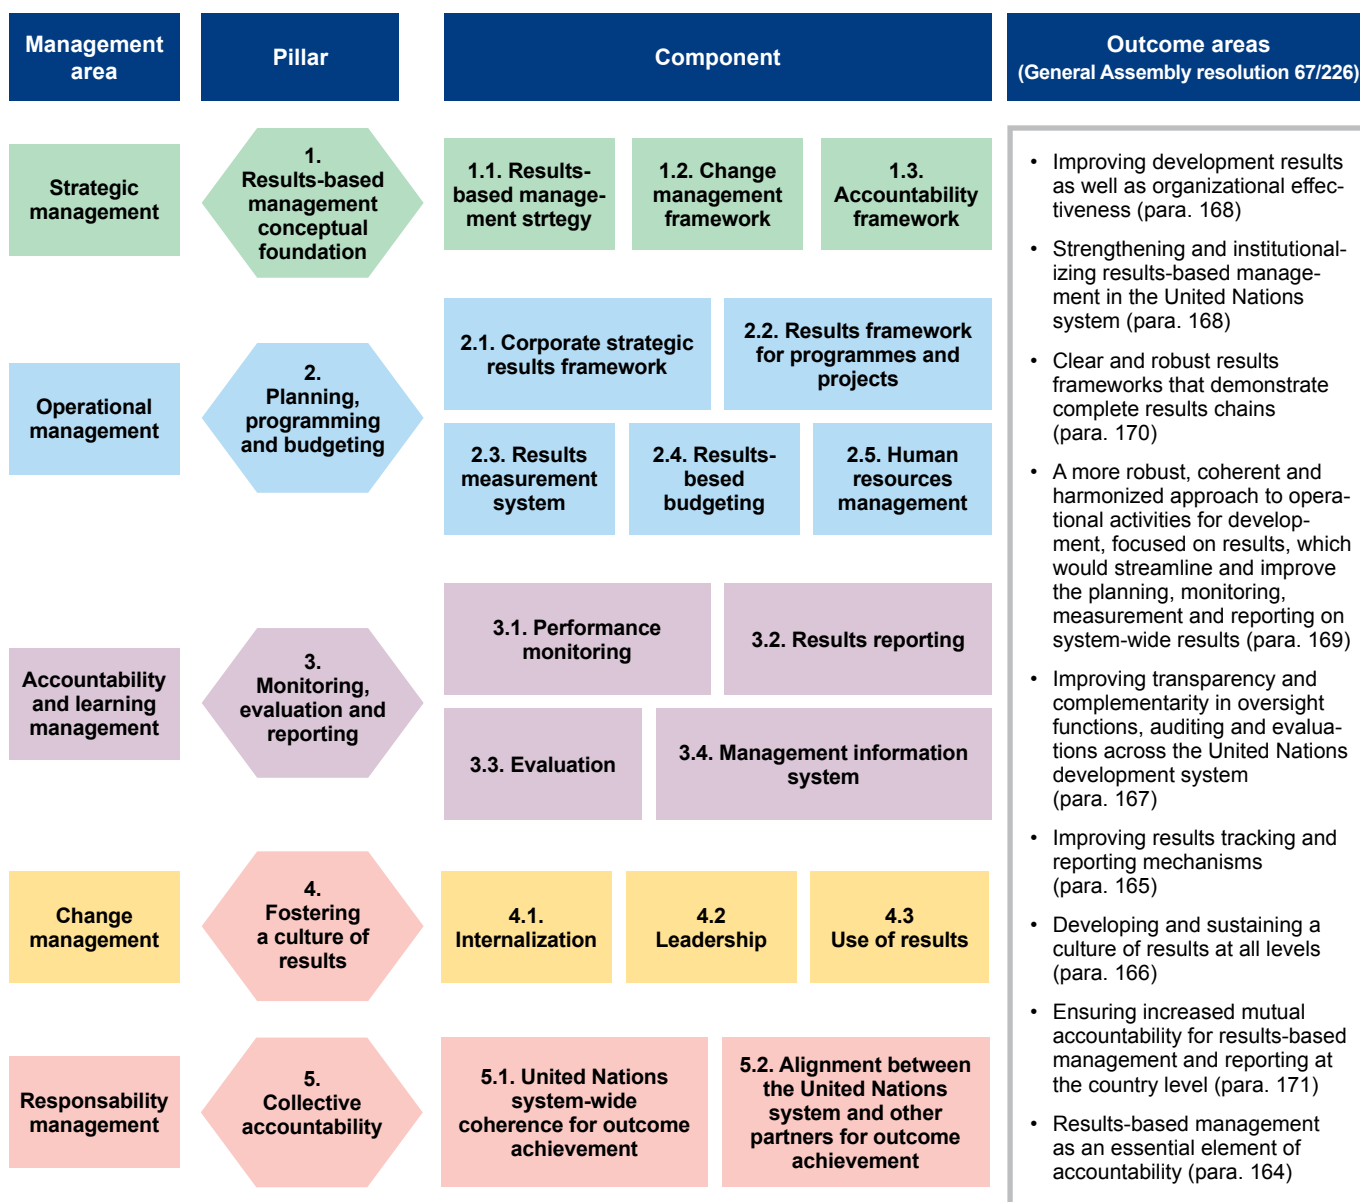 Management
area
Pillar
Component
Outcome areas
(General Assembly resolution 67/226)
Strategic
management
1.
Results-based
management
conceptual
foundation
1.1. Results-
based manage-
ment strtegy
1.2. Change
management
framework
1.3.
Accountability
framework
Operational
management
2.
Planning,
programming
and budgeting
2.1. Corporate strategic
results framework
2.2. Results framework
for programmes and
projects
2.3. Results
measurement
system
2.4. Results-
besed
budgeting
2.5. Human
resources
management
Accountability
and learning
management
3.
Monitoring,
evaluation and
reporting
3.1. Performance
monitoring
3.2. Results reporting
3.3. Evaluation
3.4. Management information
system
Change
management
4.
Fostering
a culture of
results
4.1.
Internalization
4.2
Leadership
4.3
Use of results
Responsability
management
5.
Collective
accountability
5.1. United Nations
system-wide
coherence for outcome
achievement
5.2. Alignment between
the United Nations
system and other
partners for outcome
achievement
• Improving development results
as well as organizational effec-
tiveness (para. 168)
• Strengthening and institutional-
izing results-based manage-
ment in the United Nations
system (para. 168)
• Clear and robust results
frameworks that demonstrate
complete results chains
(para. 170)
• A more robust, coherent and
harmonized approach to oper-
ational activities for develop-
ment, focused on results, which
would streamline and improve
the planning, monitoring,
measurement and reporting on
system-wide results (para. 169)
• Improving transparency and
complementarity in oversight
functions, auditing and evalua-
tions across the United Nations
development system
(para. 167)
• Improving results tracking and
reporting mechanisms
(para. 165)
• Developing and sustaining a
culture of results at all levels
(para. 166)
• Ensuring increased mutual
accountability for results-based
management and reporting at
the country level (para. 171)
• Results-based management
as an essential element of
accountability (para. 164)